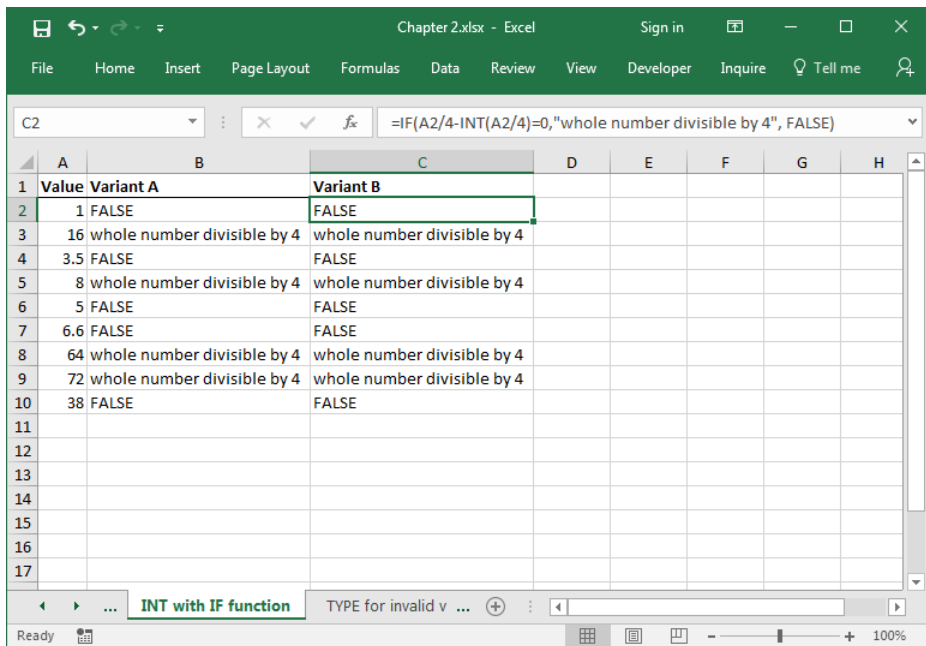 Chapter 2.xlsx - Excel Sign in
File Home Insert Page Layout Formulas Data Review View Developer Inquire Tell me
C2 fx =IF(A2/4-INT(A2/4)=0,"whole number divisible by 4", FALSE)
A B C D E F G H
1 Value Variant A Variant B
2 1 FALSE FALSE
3 16 whole number divisible by 4 whole number divisible by 4
4 3.5 FALSE FALSE
5 8 whole number divisible by 4 whole number divisible by 4
6 5 FALSE FALSE
7 6.6 FALSE FALSE
8 64 whole number divisible by 4 whole number divisible by 4
9 72 whole number divisible by 4 whole number divisible by 4
10 38 FALSE FALSE
11
12
13
14
15
16
17
... INT with IF function TYPE for invalid v ...
Ready 100%